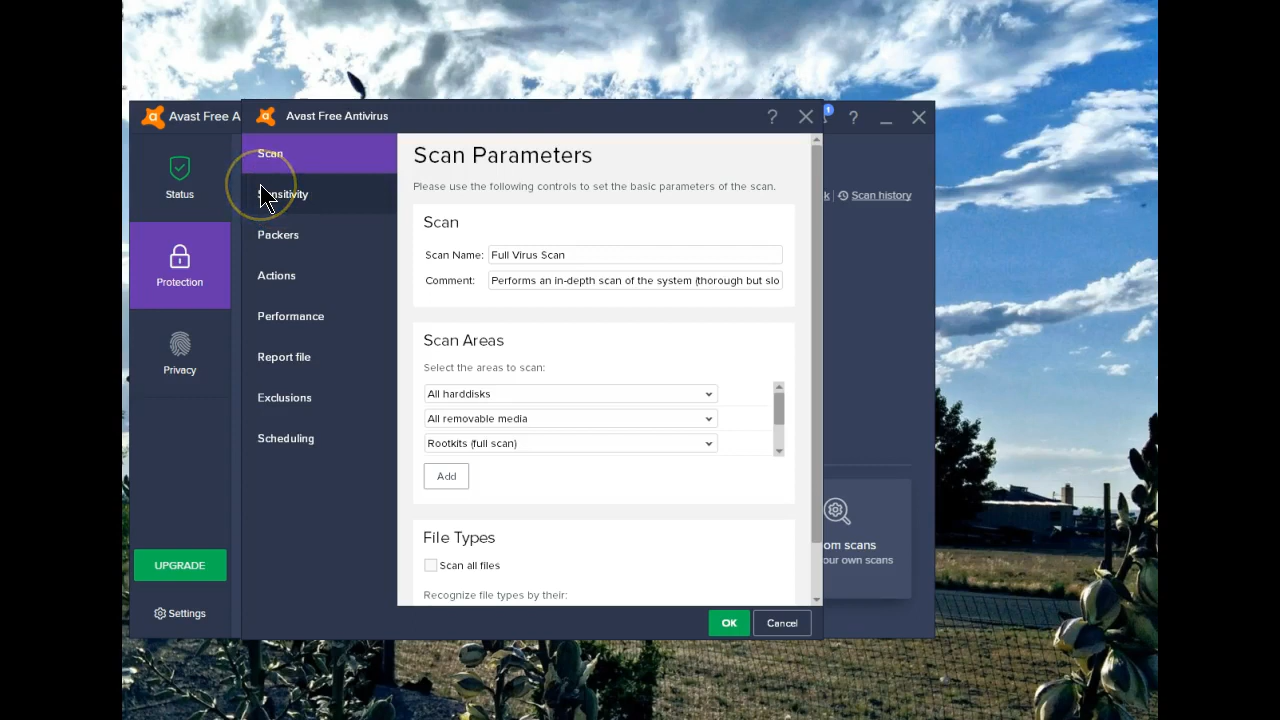 Avast Free A
Avast Free Antivirus
?
1
?
Status
Protection
Privacy
UPGRADE
Settings
Scan
Packers
Actions
Performance
Report file
Exclusions
Scheduling
Scan Parameters
Please use the following controls to set the basic parameters of the scan.
Scan
Scan Name: Full Virus Scan
Comment: Performs an in-depth scan of the system (thorough but slo
Scan Areas
Select the areas to scan:
All harddisks
All removable media
Rootkits (full scan)
Add
File Types
Scan all files
Recognize file types by their:
OK Cancel
k Scan history
om scans
our own scans